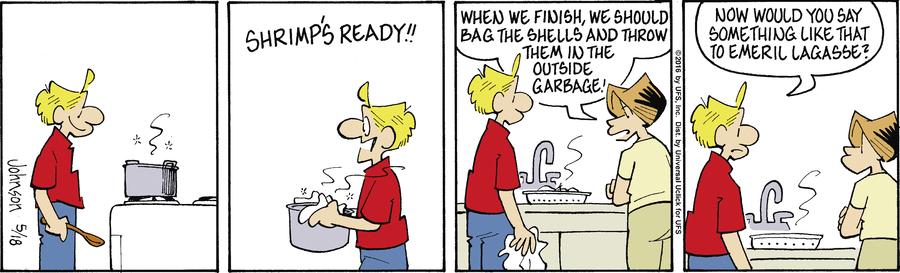 Johnson 5/18
SHRIMP'S READY!!
WHEN WE FINISH, WE SHOULD
BAG THE SHELLS AND THROW
THEM IN THE
OUTSIDE
GARBAGE!
©2016 by UFS, Inc. Dist. by Universal Uclick for UFS
NOW WOULD YOU SAY
SOMETHING LIKE THAT
TO EMERIL LAGASSE?